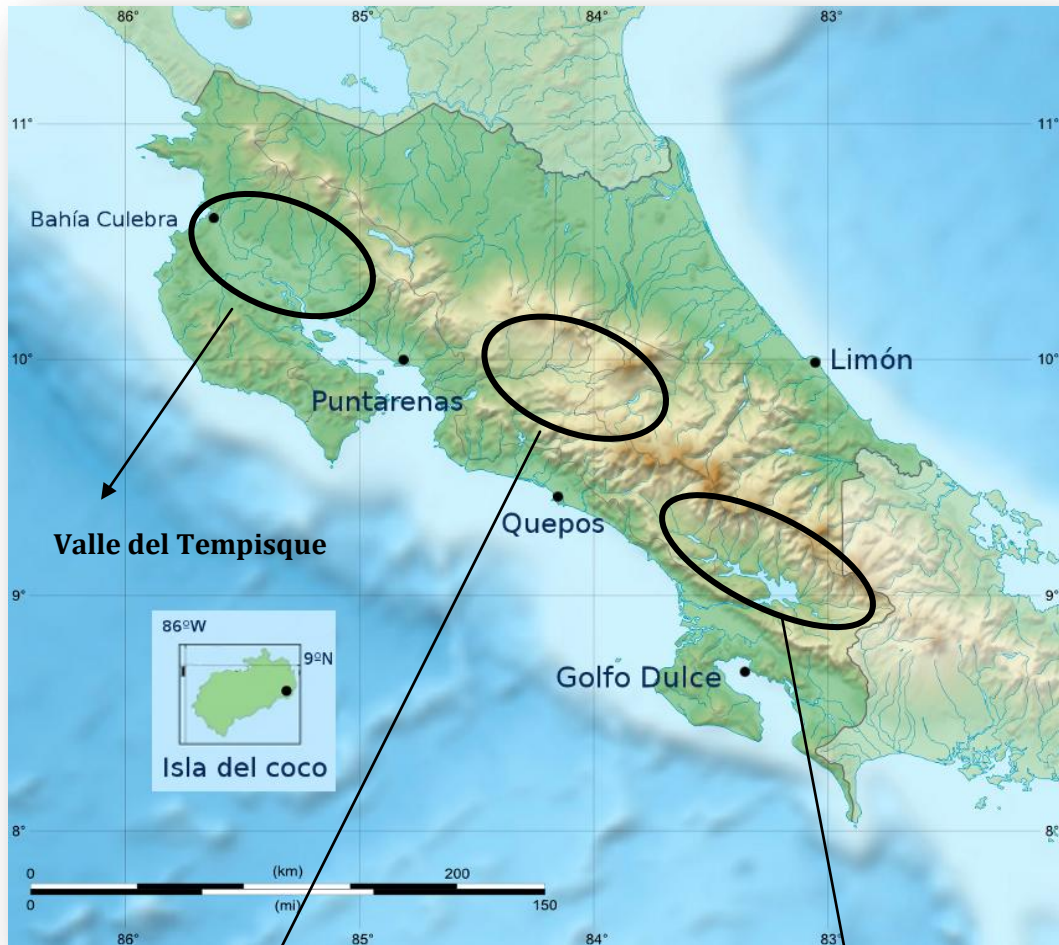 86°
85°
84°
83°
11°
11°
Bahía Culebra
10°
10°
Limón
Puntarenas
Quepos
Valle del Tempisque
9°
9°
86ºW
9ºN
Golfo Dulce
Isla del coco
8°
8°
0
(km)
200
0
(mi)
150
86°
85°
84°
83°